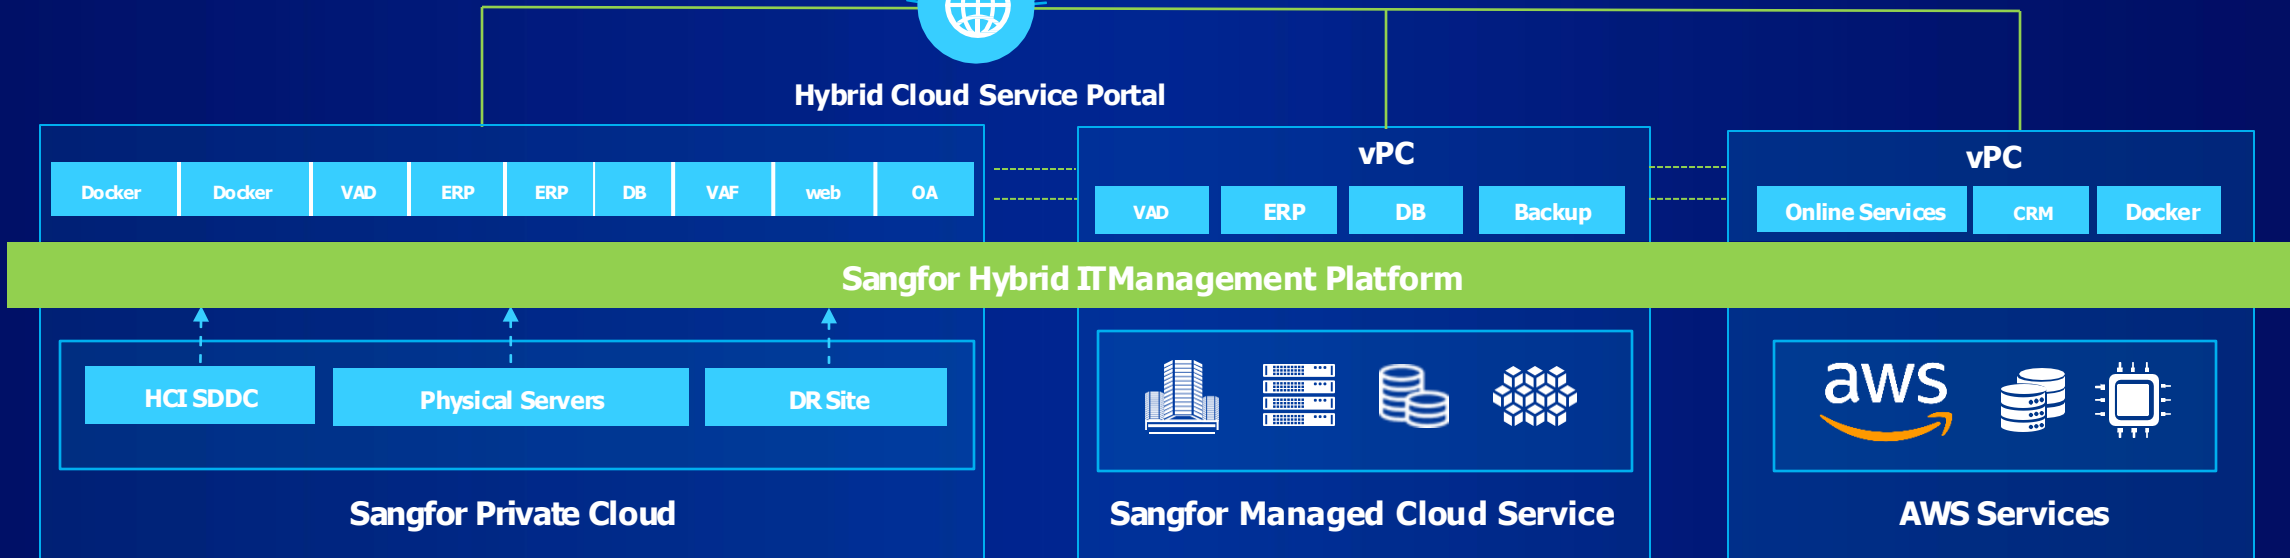 Hybrid Cloud Service Portal
Docker Docker VAD ERP ERP DB VAF web OA
vPC
VAD ERP DB Backup
vPC
Online Services CRM Docker
Sangfor Hybrid IT Management Platform
HCI SDDC Physical Servers DR Site
aws
Sangfor Private Cloud
Sangfor Managed Cloud Service
AWS Services